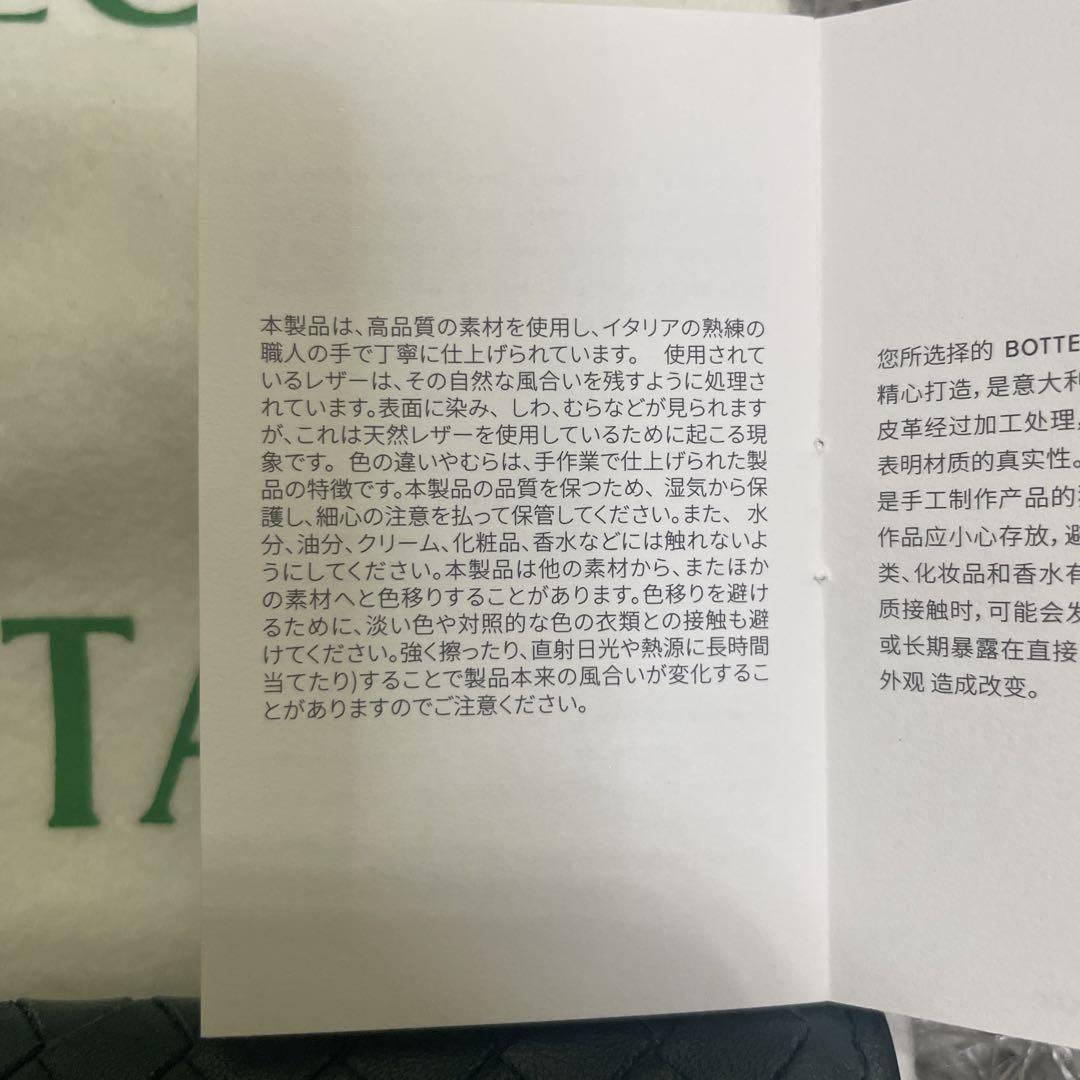 TA
本製品は、高品質の素材を使用し、イタリアの熟練の
職人の手で丁寧に仕上げられています。　使用されて
いるレザーは、その自然な風合いを残すように処理さ
れています。表面に染み、しわ、むらなどが見られます
が、これは天然レザーを使用しているために起こる現
象です。 色の違いやむらは、手作業で仕上げられた製
品の特徴です。本製品の品質を保つため、湿気から保
護し、細心の注意を払って保管してください。また、 水
分、油分、クリーム、化粧品、香水などには触れないよ
うにしてください。本製品は他の素材から、またほか
の素材へと色移りすることがあります。色移りを避け
るために、淡い色や対照的な色の衣類との接触も避
けてください。強く擦ったり、直射日光や熱源に長時間
当てたり)することで製品本来の風合いが変化するこ
とがありますのでご注意ください。
您所选择的 BOTTE
精心打造，是意大利
皮革经过加工处理，
表明材质的真实性。
是手工制作产品的
作品应小心存放，避
类、化妆品和香水有
质接触时，可能会发
或长期暴露在直接
外观 造成改变。